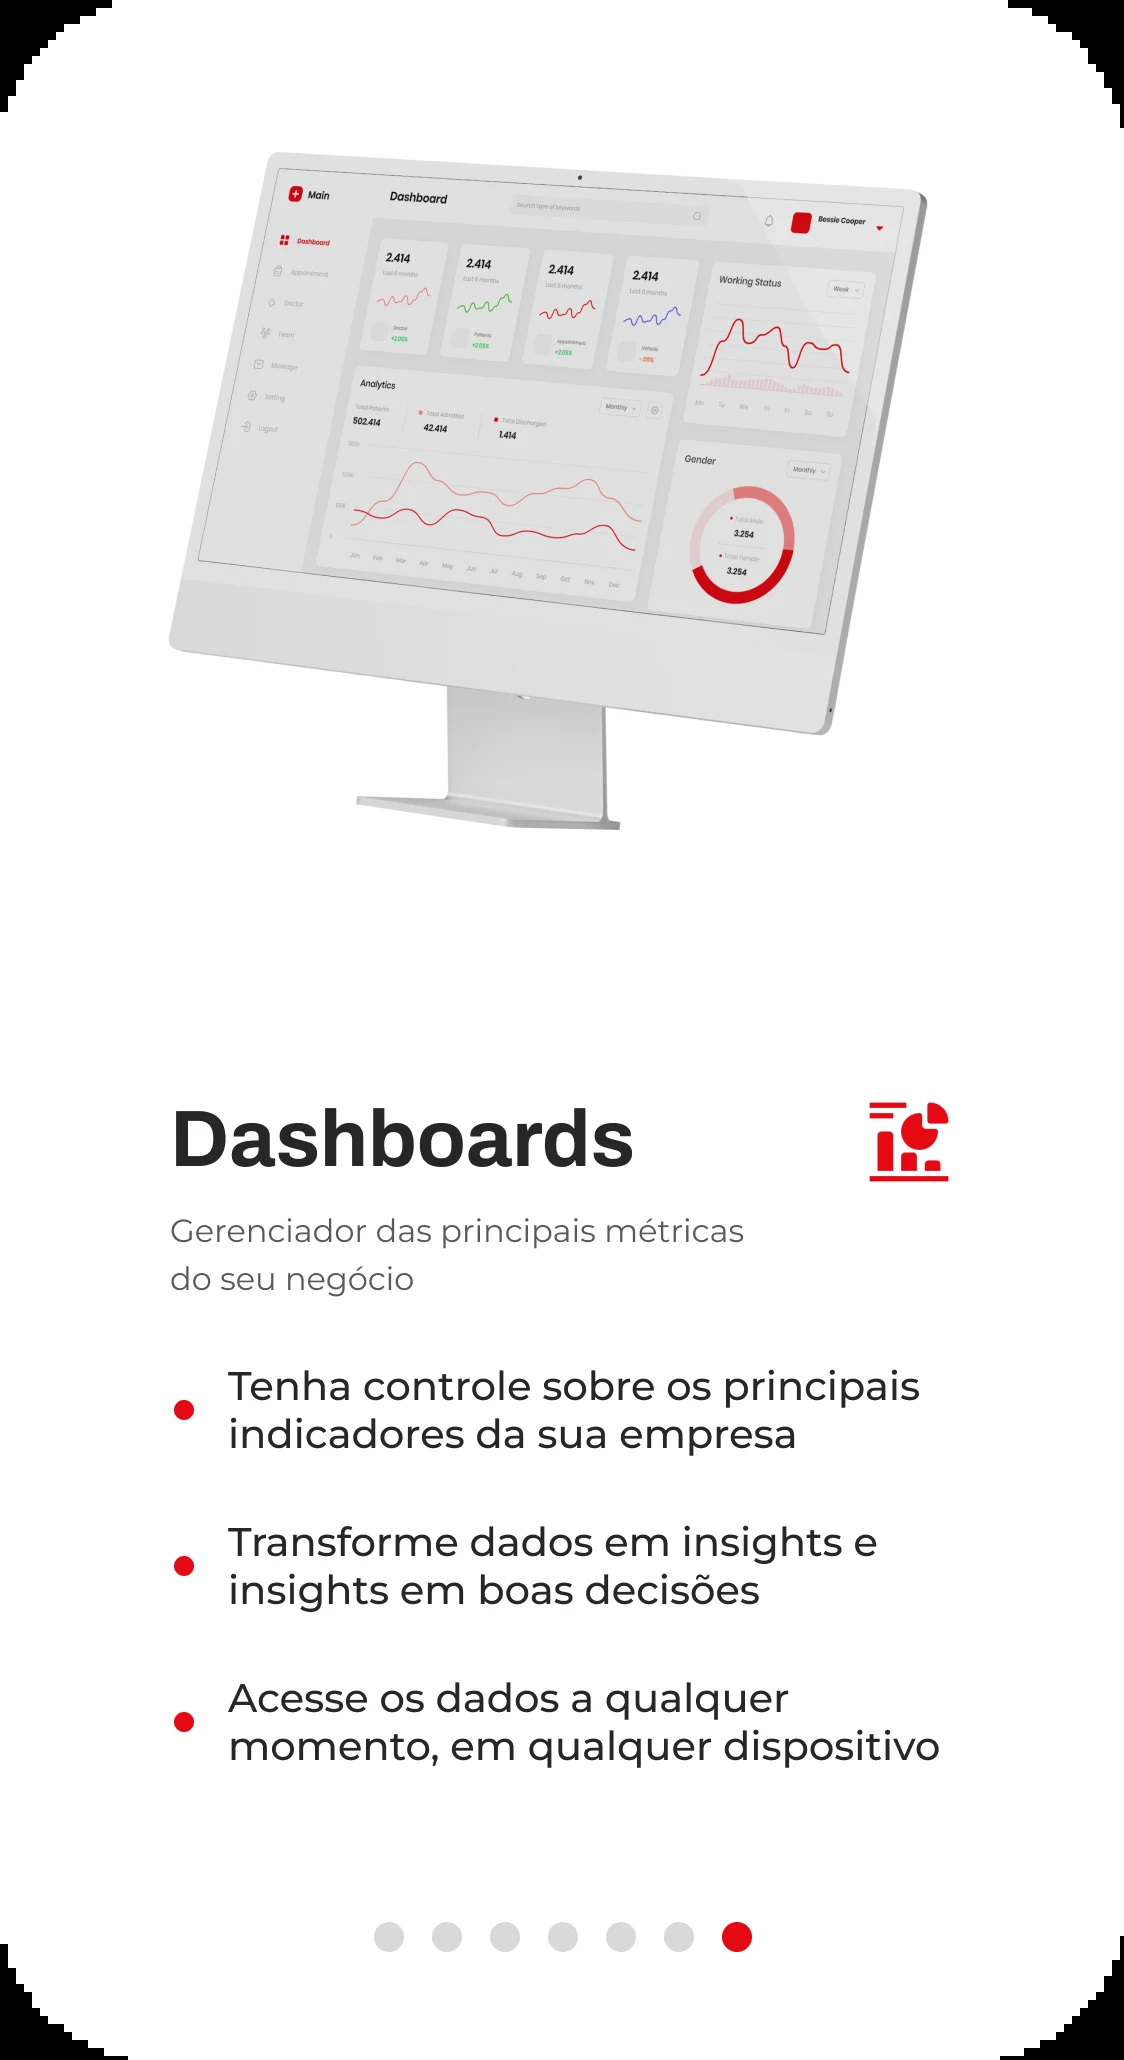 Main
Dashboard
Search type of keywords
Bessie Cooper
Dashboard
Appointment
Doctor
Team
Message
Setting
Logout
2.414
Last 6 months
Doctor
+2.05%
2.414
Last 6 months
Patients
+2.05%
2.414
Last 6 months
Appointment
+2.05%
2.414
Last 6 months
Vehicle
-.05%
Working Status
Week
Mo Tu We Th Fr Sa Su
Analytics
Monthly
Total Patients
502.414
Total Admitted
42.414
Total Discharged
1.414
0
Jan Feb Mar Apr May Jun Jul Aug Sep Oct Nov Dec
Gender
Monthly
Total Male
3.254
Total Female
3.254
Dashboards
Gerenciador das principais métricas
do seu negócio
Tenha controle sobre os principais
indicadores da sua empresa
Transforme dados em insights e
insights em boas decisões
Acesse os dados a qualquer
momento, em qualquer dispositivo